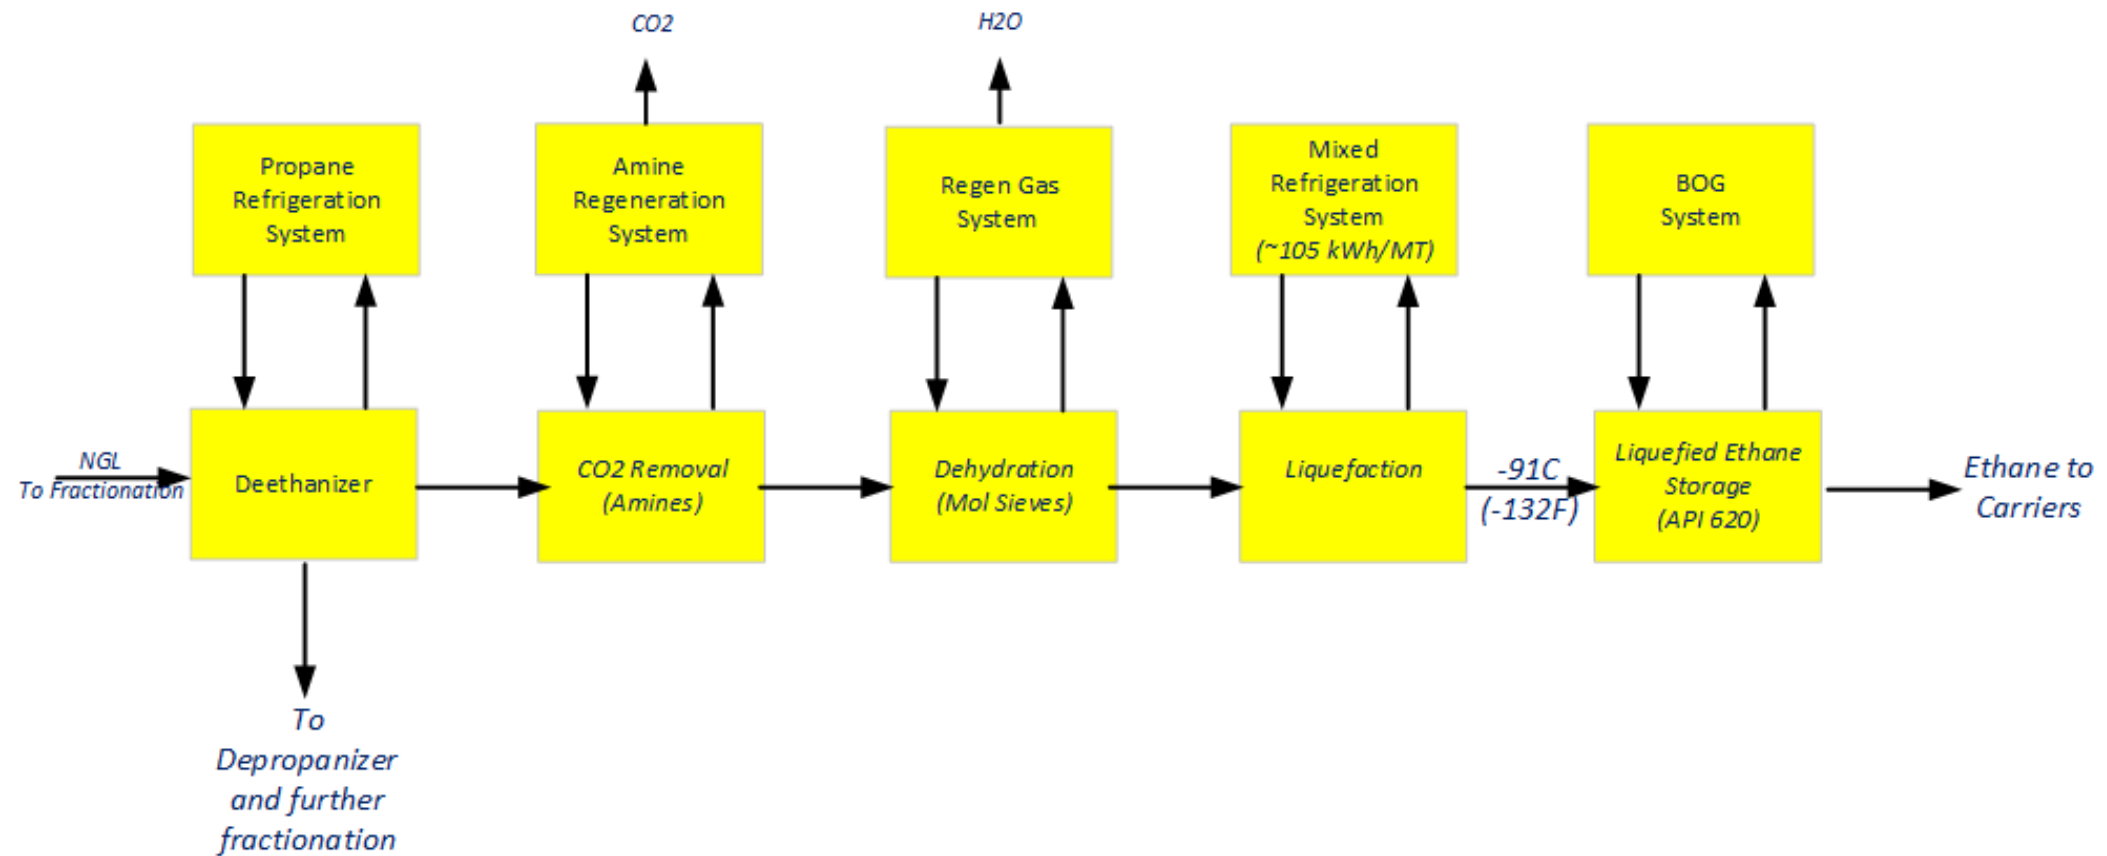 CO2
H2O
Propane
Refrigeration
System
Amine
Regeneration
System
Regen Gas
System
Mixed
Refrigeration
System
(~105 kWh/MT)
BOG
System
NGL
To Fractionation
Deethanizer
CO2 Removal
(Amines)
Dehydration
(Mol Sieves)
Liquefaction
-91C
(-132F)
Liquefied Ethane
Storage
(API 620)
Ethane to
Carriers
To
Depropanizer
and further
fractionation